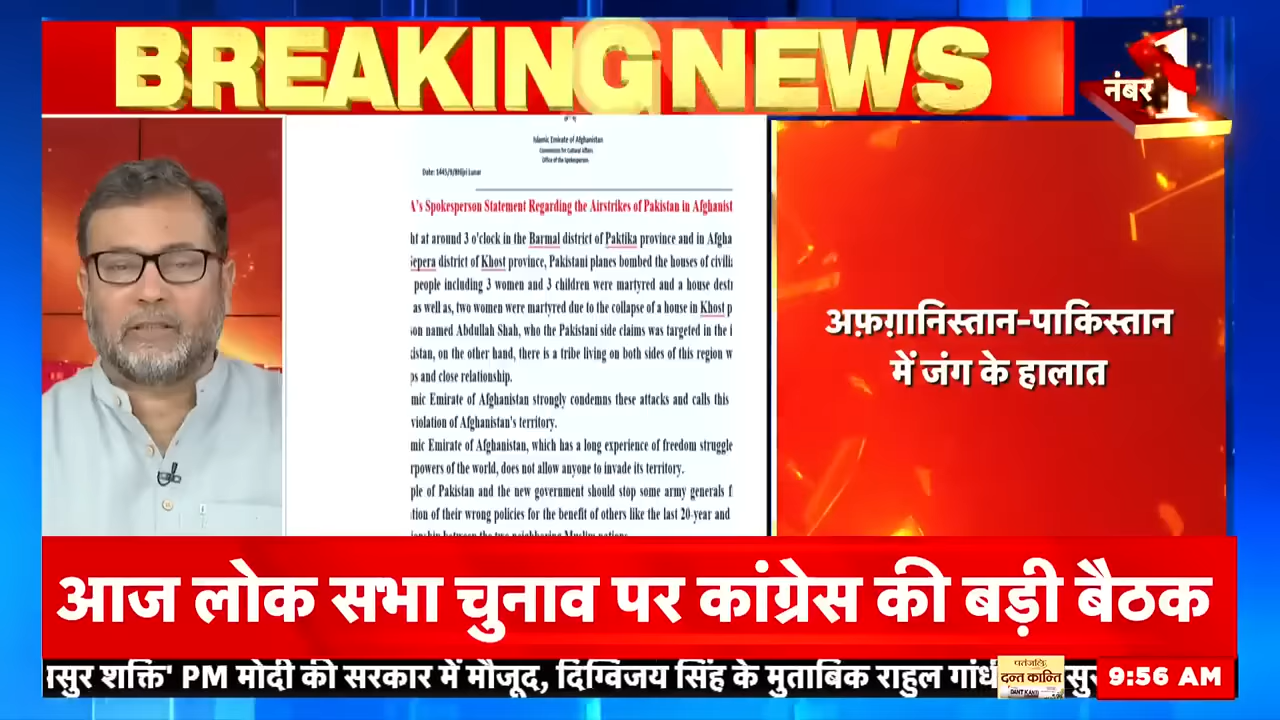 BREAKING NEWS
नंबर 1
Islamic Emirate of Afghanistan
Commission for Cultural Affairs
Office of the Spokesperson
Date: 1445/9/8Hijri Lunar
A's Spokesperson Statement Regarding the Airstrikes of Pakistan in Afghanist
ht at around 3 o'clock in the Barmal district of Paktika province and in Afgha
Sepera district of Khost province, Pakistani planes bombed the houses of civili
people including 3 women and 3 children were martyred and a house destr
as well as, two women were martyred due to the collapse of a house in Khost p
son named Abdullah Shah, who the Pakistani side claims was targeted in the i
istan, on the other hand, there is a tribe living on both sides of this region w
ps and close relationship.
mic Emirate of Afghanistan strongly condemns these attacks and calls this
violation of Afghanistan's territory.
mic Emirate of Afghanistan, which has a long experience of freedom struggle
rpowers of the world, does not allow anyone to invade its territory.
ple of Pakistan and the new government should stop some army generals f
tion of their wrong policies for the benefit of others like the last 20-year and
अफ़ग़ानिस्तान-पाकिस्तान
में जंग के हालात
आज लोक सभा चुनाव पर कांग्रेस की बड़ी बैठक
सुर शक्ति' PM मोदी की सरकार में मौजूद, दिग्विजय सिंह के मुताबिक राहुल गांधी
पतंजलि
दन्त कान्ति
DANT KANTI
सुर
9:56 AM